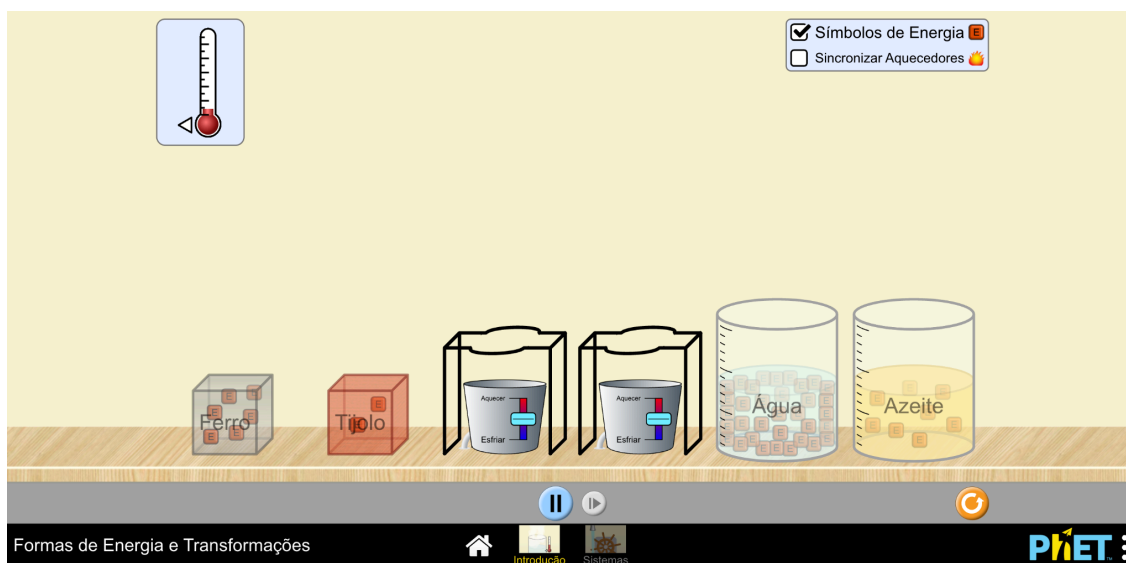 Símbolos de Energia E
Sincronizar Aquecedores
Ferro
Tijolo
Aquecer
Esfriar
Aquecer
Esfriar
Água
Azeite
Formas de Energia e Transformações
Introdução
Sistemas
PhET